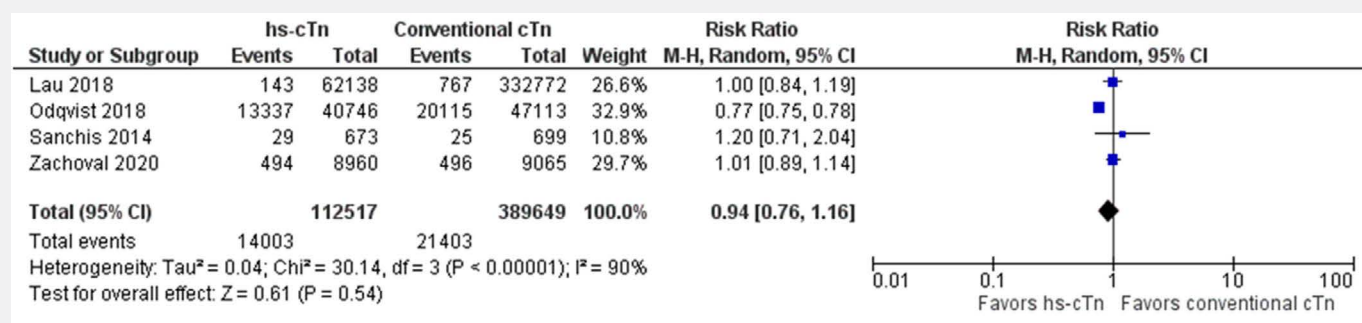 hs-cTn Conventional cTn Risk Ratio Risk Ratio
Study or Subgroup Events Total Events Total Weight M-H, Random, 95% CI M-H, Random, 95% CI
Lau 2018 143 62138 767 332772 26.6% 1.00 [0.84, 1.19]
Odqvist 2018 13337 40746 20115 47113 32.9% 0.77 [0.75, 0.78]
Sanchis 2014 29 673 25 699 10.8% 1.20 [0.71, 2.04]
Zachoval 2020 494 8960 496 9065 29.7% 1.01 [0.89, 1.14]
Total (95% CI) 112517 389649 100.0% 0.94 [0.76, 1.16]
Total events 14003 21403
Heterogeneity: Tau² = 0.04; Chi² = 30.14, df = 3 (P < 0.00001); I² = 90%
Test for overall effect: Z = 0.61 (P = 0.54)
0.01 0.1 1 10 100
Favors hs-cTn Favors conventional cTn